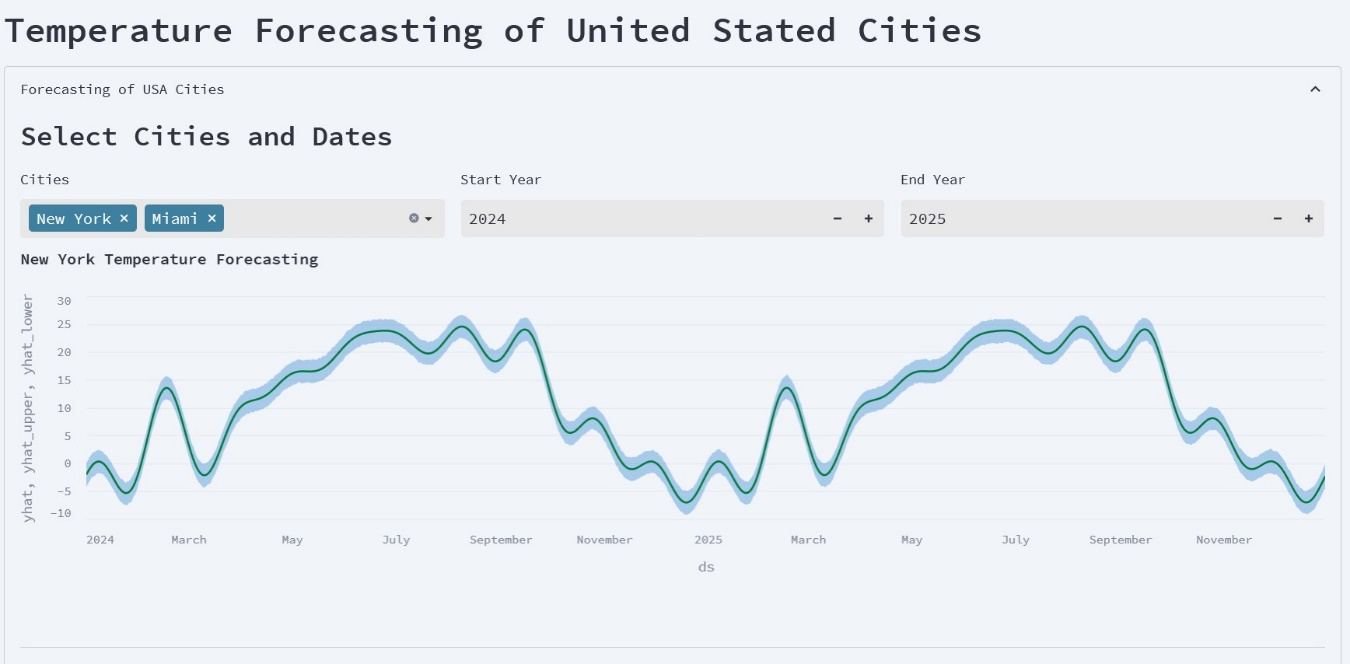 Temperature Forecasting of United Stated Cities
Forecasting of USA Cities
Select Cities and Dates
Cities
Start Year
End Year
New York × Miami ×
2024 − +
2025 − +
New York Temperature Forecasting
yhat, yhat_upper, yhat_lower
30
25
20
15
10
5
0
−5
−10
2024 March May July September November 2025 March May July September November
ds